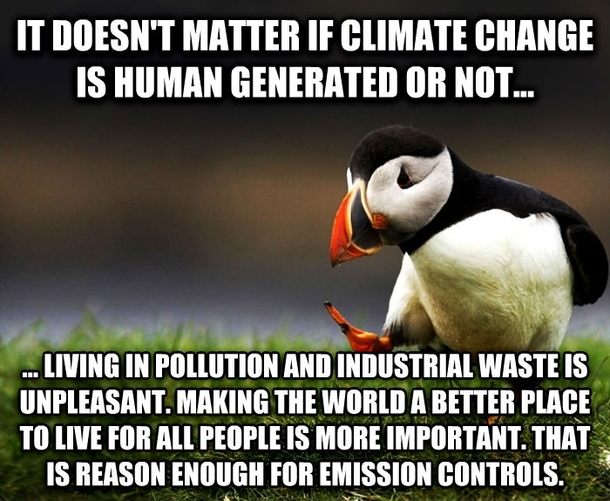 IT DOESN'T MATTER IF CLIMATE CHANGE
IS HUMAN GENERATED OR NOT...
... LIVING IN POLLUTION AND INDUSTRIAL WASTE IS
UNPLEASANT. MAKING THE WORLD A BETTER PLACE
TO LIVE FOR ALL PEOPLE IS MORE IMPORTANT. THAT
IS REASON ENOUGH FOR EMISSION CONTROLS.